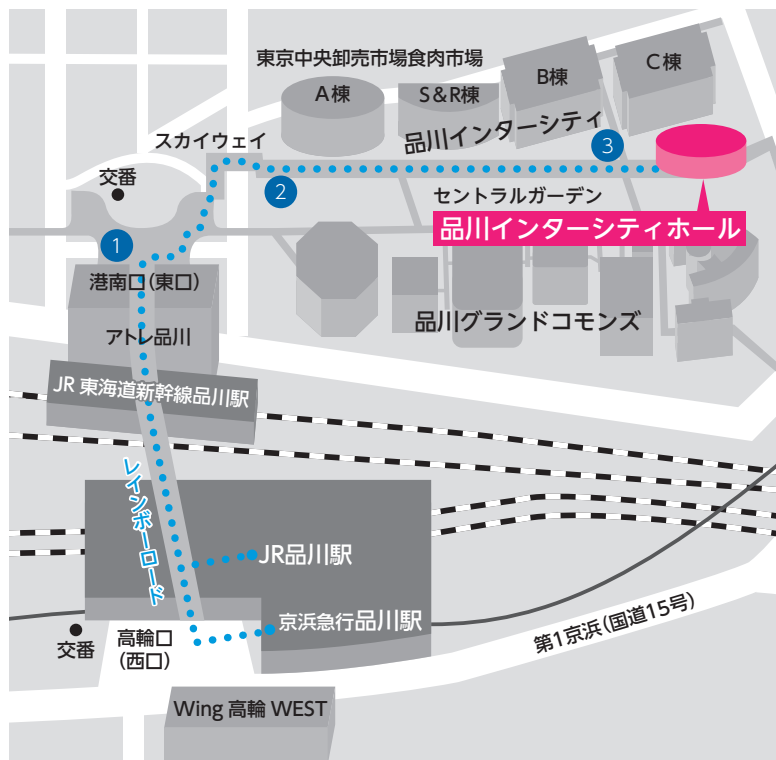 東京中央卸売市場食肉市場
A棟
S&R棟
B棟
C棟
品川インターシティ
スカイウェイ
3
交番
2
セントラルガーデン
品川インターシティホール
1
港南口(東口)
品川グランドコモンズ
アトレ品川
JR 東海道新幹線品川駅
レインボーロード
JR品川駅
京浜急行品川駅
交番
高輪口
(西口)
第1京浜(国道15号)
Wing 高輪 WEST